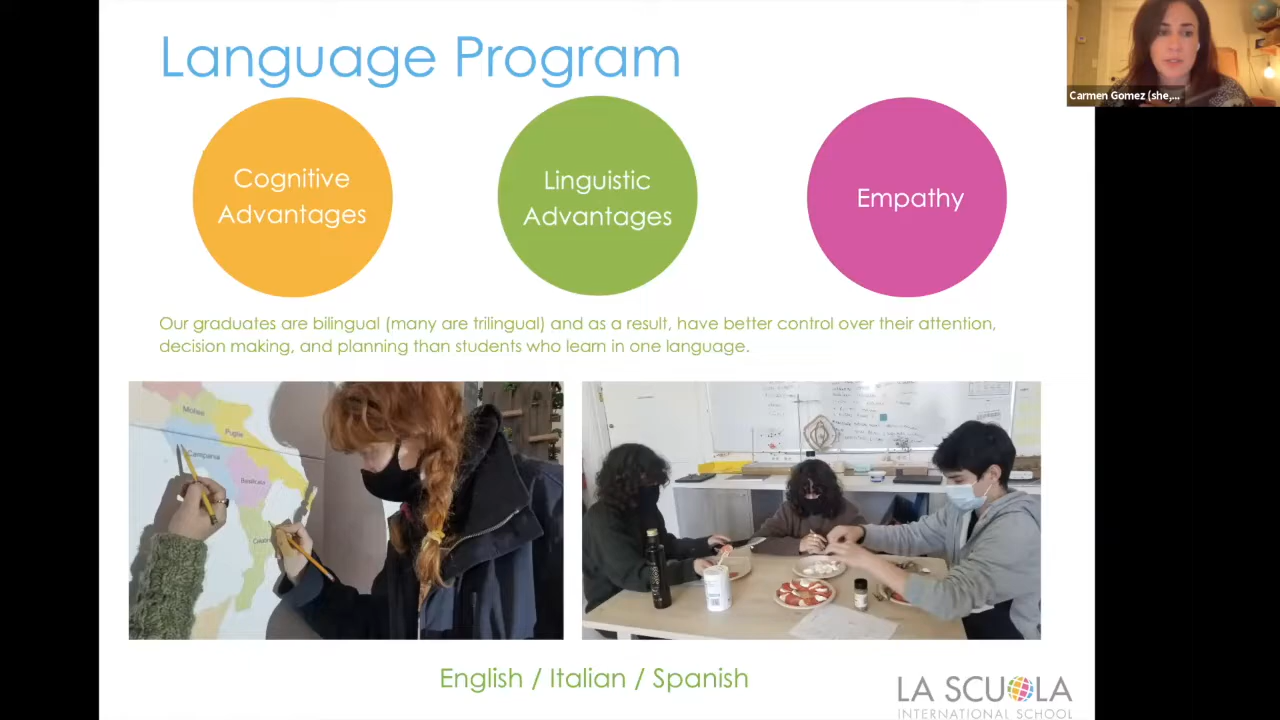 Language Program
Carmen Gomez (she,...
Cognitive
Advantages
Linguistic
Advantages
Empathy
Our graduates are bilingual (many are trilingual) and as a result, have better control over their attention,
decision making, and planning than students who learn in one language.
Molise
Puglia
Campania
Basilicata
English / Italian / Spanish
LA SCUOLA
INTERNATIONAL SCHOOL